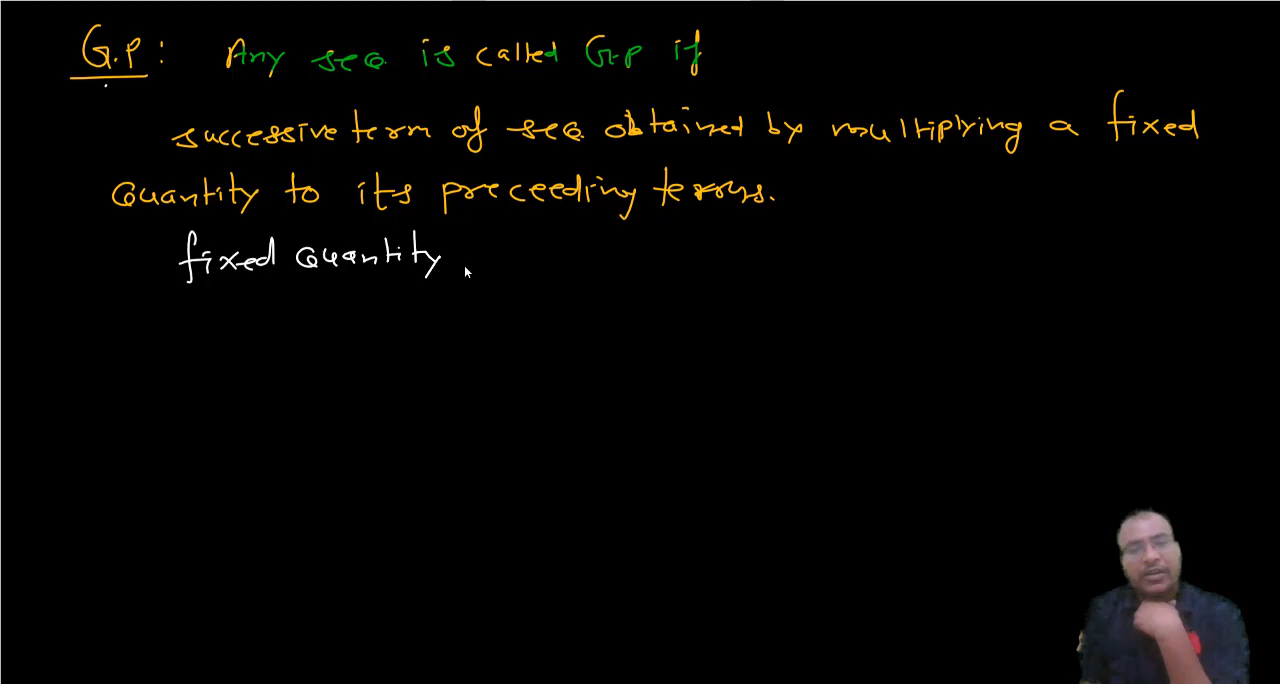 G.P: Any seq is called G.P if
successive term of seq obtained by multiplying a fixed
quantity to its preceeding terms.
fixed quantity